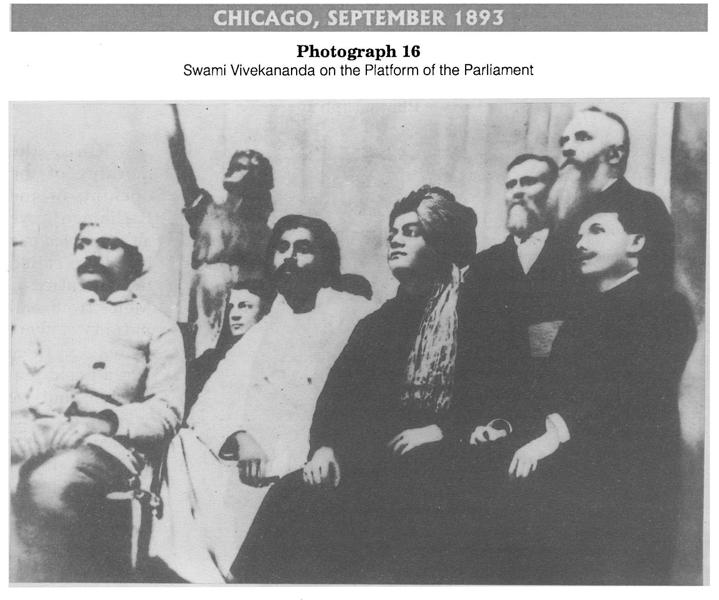 CHICAGO, SEPTEMBER 1893
Photograph 16
Swami Vivekananda on the Platform of the Parliament